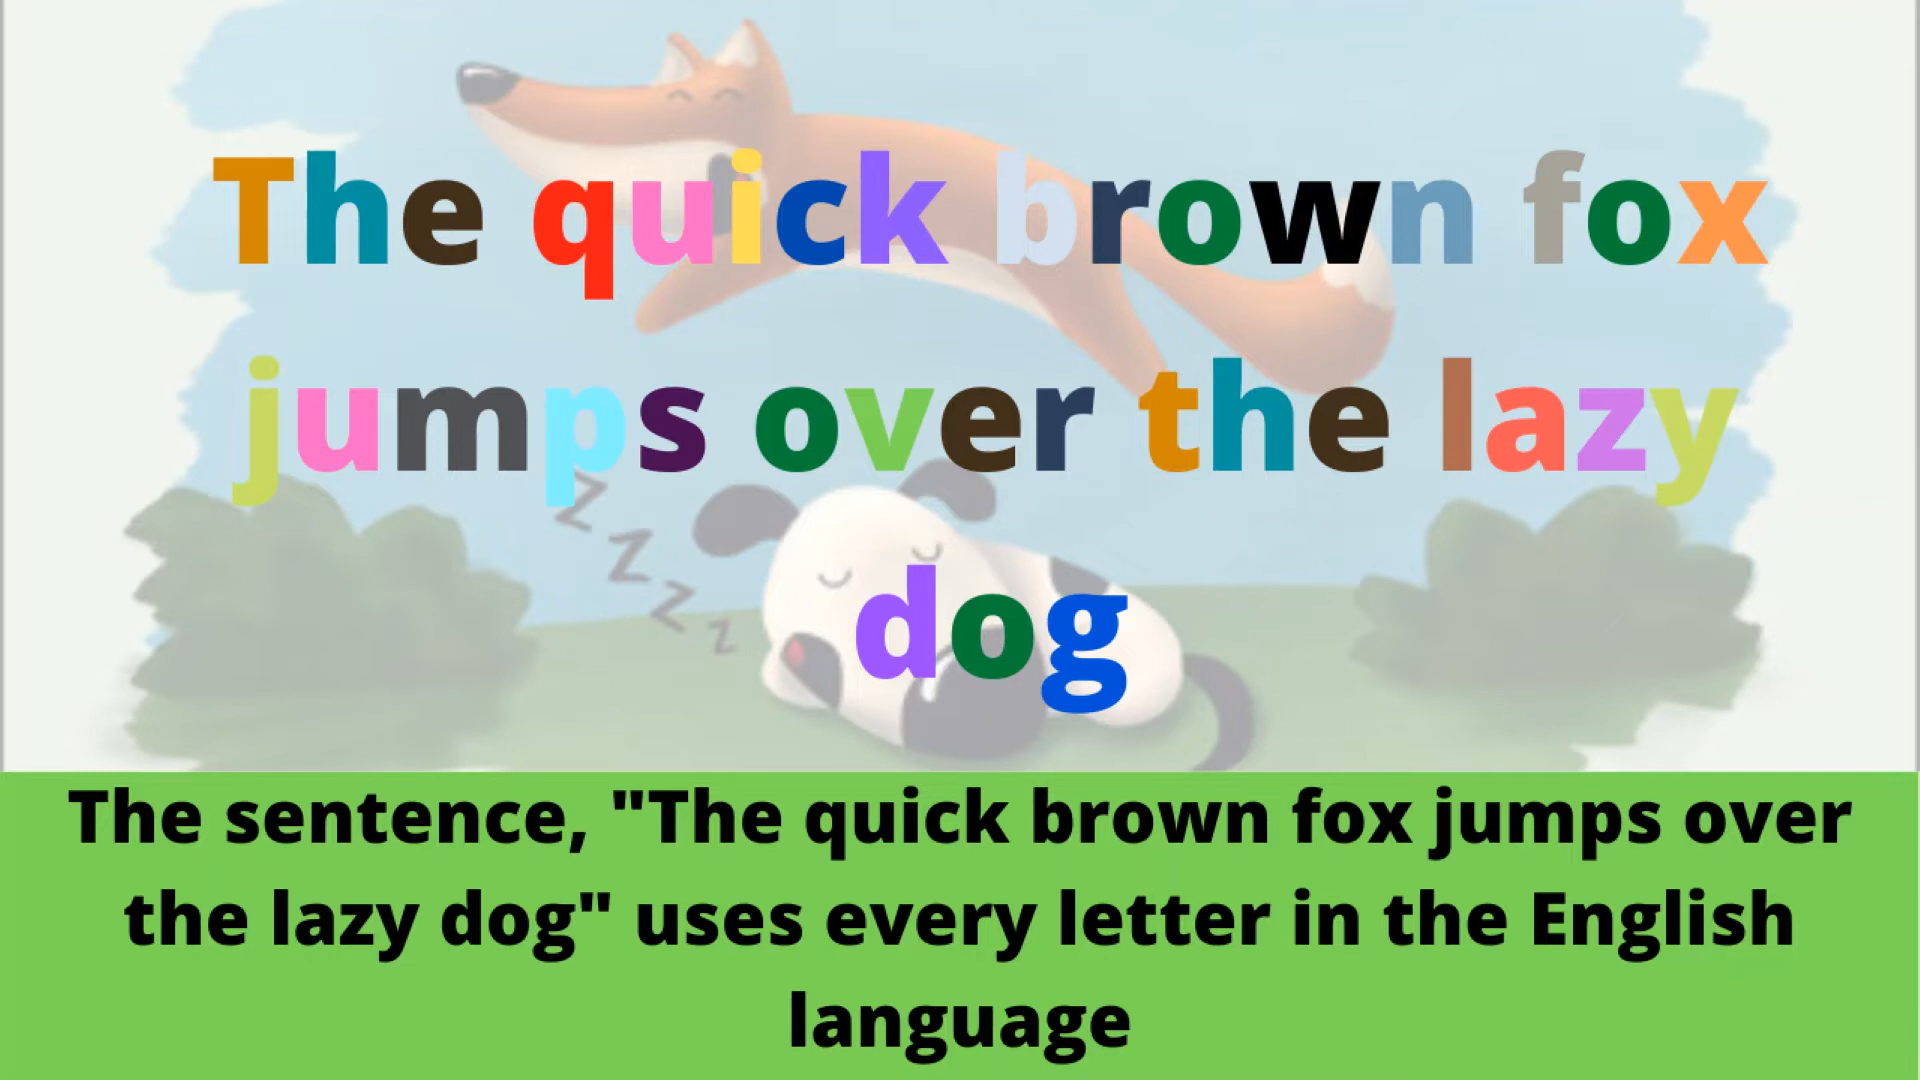 The quick brown fox
jumps over the lazy
dog
Z
Z
Z
z
The sentence, "The quick brown fox jumps over
the lazy dog" uses every letter in the English
language